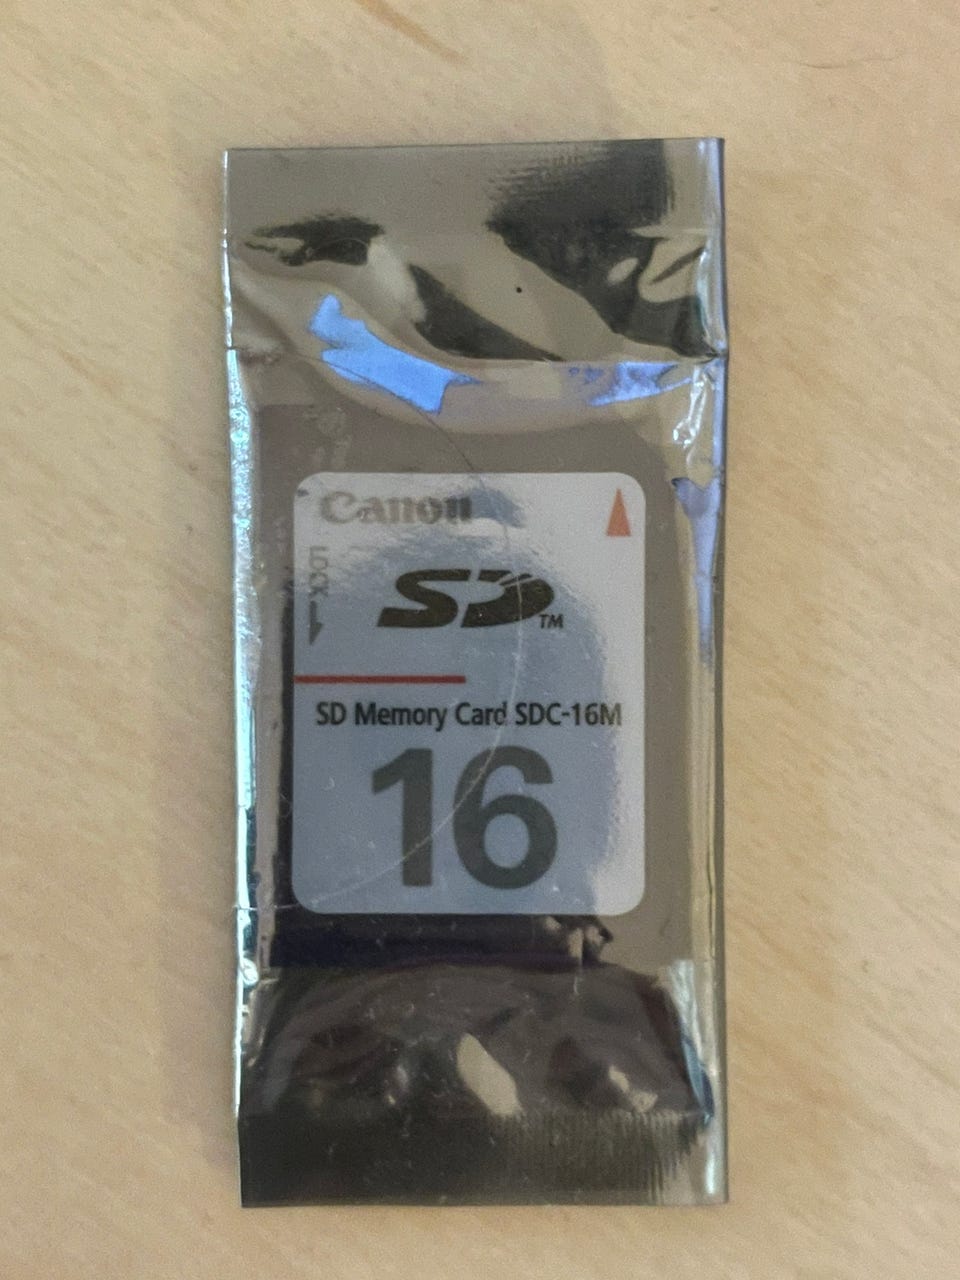 Canon
LOCK
SD
TM
SD Memory Card SDC-16M
16